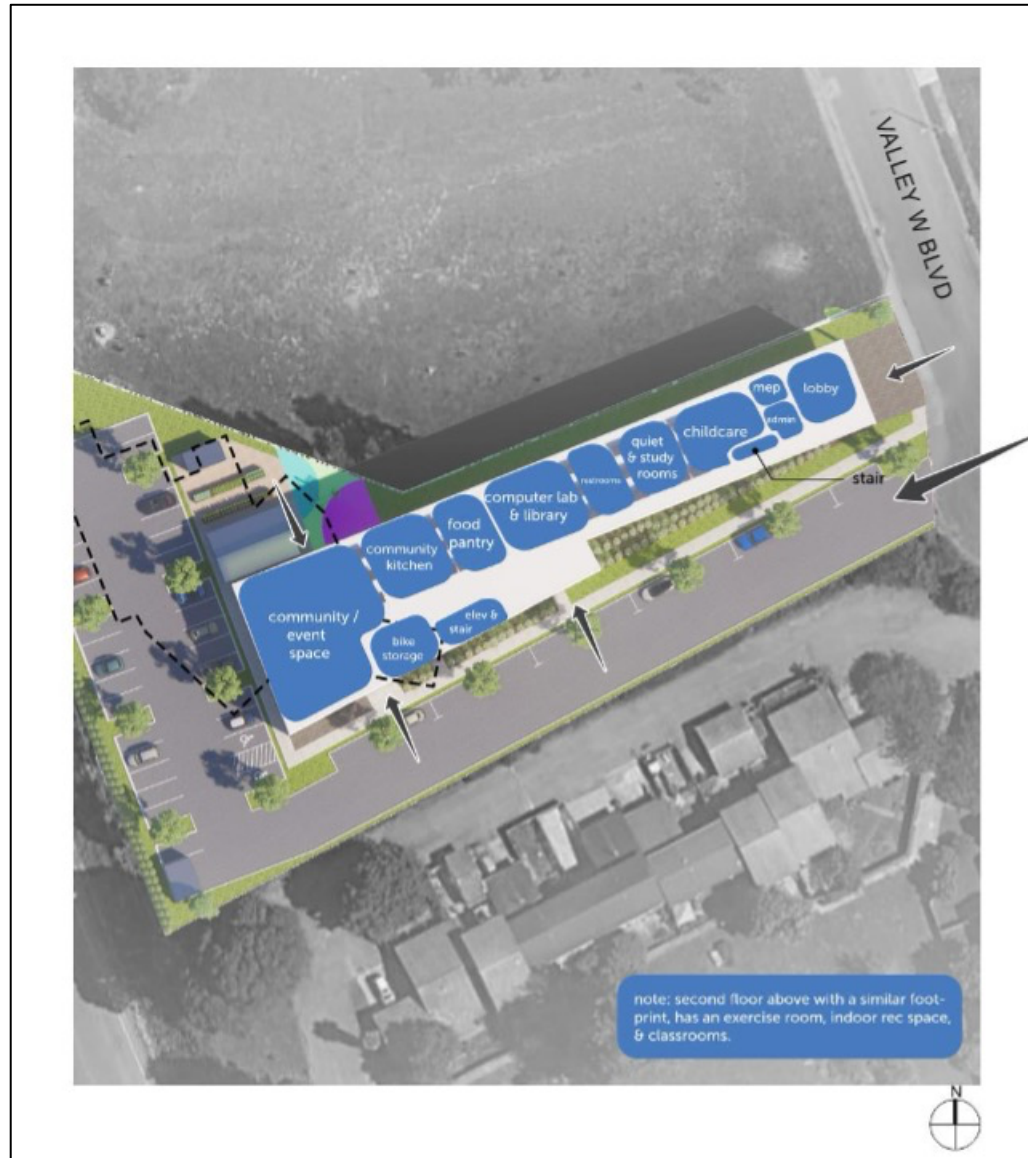 VALLEY W BLVD
lobby
mep
admin
childcare
stair
quiet
& study
rooms
restrooms
computer lab
& library
food
pantry
community
kitchen
elev &
stair
bike
storage
community /
event
space
note: second floor above with a similar foot-
print, has an exercise room, indoor rec space,
& classrooms.
N